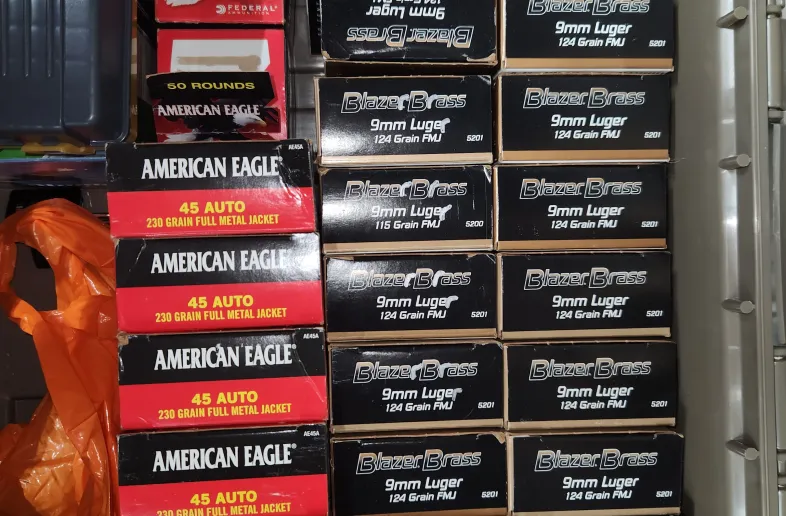 FEDERAL
AMMUNITION
50 ROUNDS
AMERICAN EAGLE
AMERICAN EAGLE
AE45A
45 AUTO
230 GRAIN FULL METAL JACKET
AMERICAN EAGLE
45 AUTO
230 GRAIN FULL METAL JACKET
AMERICAN EAGLE
AE45A
45 AUTO
230 GRAIN FULL METAL JACKET
AMERICAN EAGLE®
AE45A
45 AUTO
230 GRAIN FULL METAL JACKET
Blazer Brass
9mm Luger
Blazer Brass
9mm Luger
124 Grain FMJ
5201
Blazer Brass
9mm Luger
115 Grain FMJ
5200
Blazer Brass
9mm Luger
124 Grain FMJ
5201
Blazer Brass
9mm Luger
124 Grain FMJ
5201
Blazer Brass
9mm Luger
124 Grain FMJ
5201
Blazer Brass
9mm Luger
124 Grain FMJ
5201
Blazer Brass
9mm Luger
124 Grain FMJ
5201
Blazer Brass
9mm Luger
124 Grain FMJ
5201
Blazer Brass
9mm Luger
124 Grain FMJ
5201
Blazer Brass
9mm Luger
124 Grain FMJ
5201
Blazer Brass
9mm Luger
124 Grain FMJ
5201